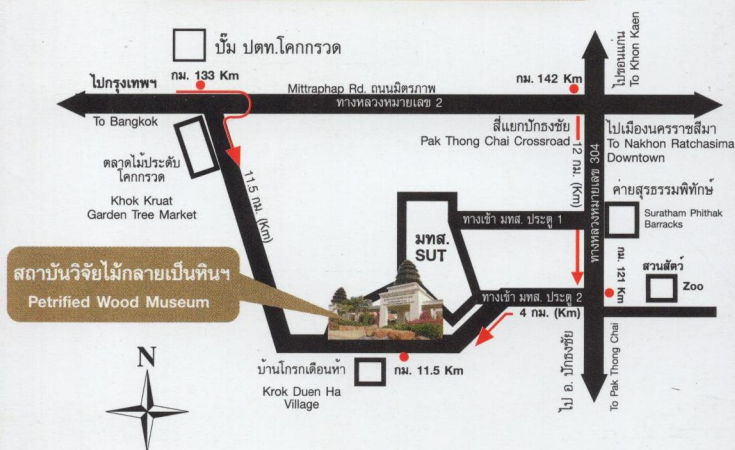 ปั๊ม ปตท.โคกกรวด
ไปขอนแก่น
To Khon Kaen
ไปกรุงเทพฯ
กม. 133 Km
Mittraphap Rd. ถนนมิตรภาพ
กม. 142 Km
ทางหลวงหมายเลข 2
To Bangkok
สี่แยกปักธงชัย
Pak Thong Chai Crossroad
ไปเมืองนครราชสีมา
To Nakhon Ratchasima
Downtown
12 กม. (Km)
ทางหลวงหมายเลข 304
ตลาดไม้ประดับ
โคกกรวด
Khok Kruat
Garden Tree Market
11.5 กม. (Km)
ค่ายสุรธรรมพิทักษ์
Suratham Phithak
Barracks
มทส.
SUT
ทางเข้า มทส. ประตู 1
สถาบันวิจัยไม้กลายเป็นหินฯ
Petrified Wood Museum
กม. 121 Km
สวนสัตว์
Zoo
ทางเข้า มทส. ประตู 2
4 กม. (Km)
N
บ้านโกรกเดือนห้า
Krok Duen Ha
Village
กม. 11.5 Km
ไป อ. ปักธงชัย
To Pak Thong Chai